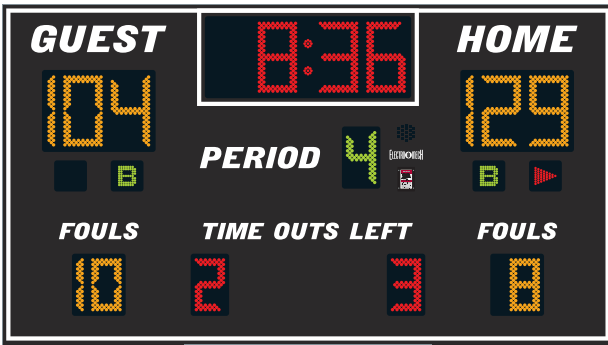 GUEST 8:36 HOME
104 129
PERIOD 4
B B
FOULS TIME OUTS LEFT FOULS
10 2 3 8